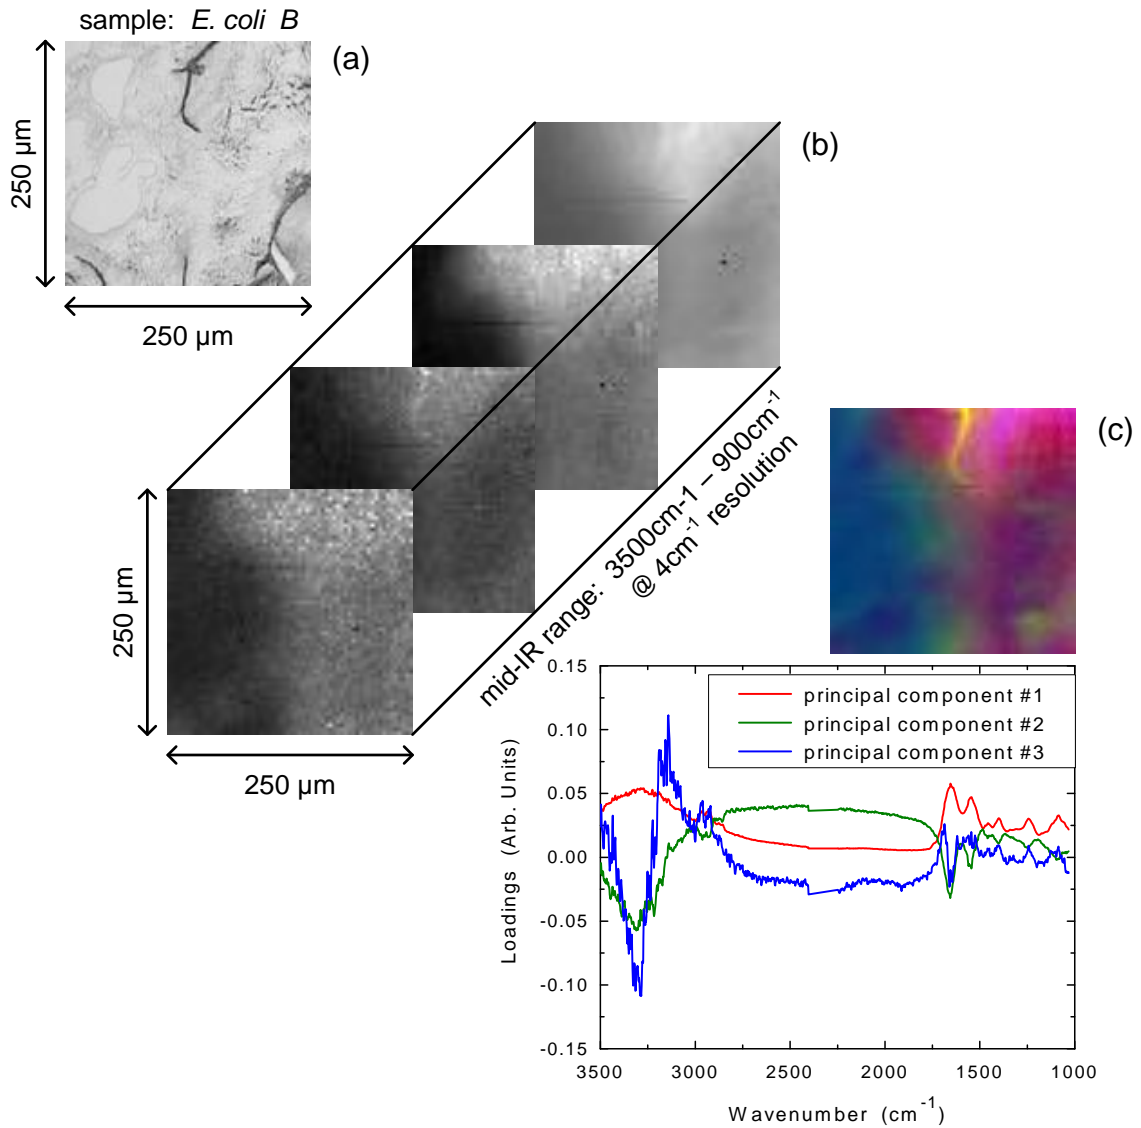 sample: E. coli B
(a)
250 µm
250 µm
(b)
mid-IR range: 3500cm-1 – 900cm⁻¹
@ 4cm⁻¹ resolution
250 µm
250 µm
(c)
principal component #1
principal component #2
principal component #3
Loadings (Arb. Units)
0.15
0.10
0.05
0.00
-0.05
-0.10
-0.15
3500 3000 2500 2000 1500 1000
Wavenumber (cm⁻¹)